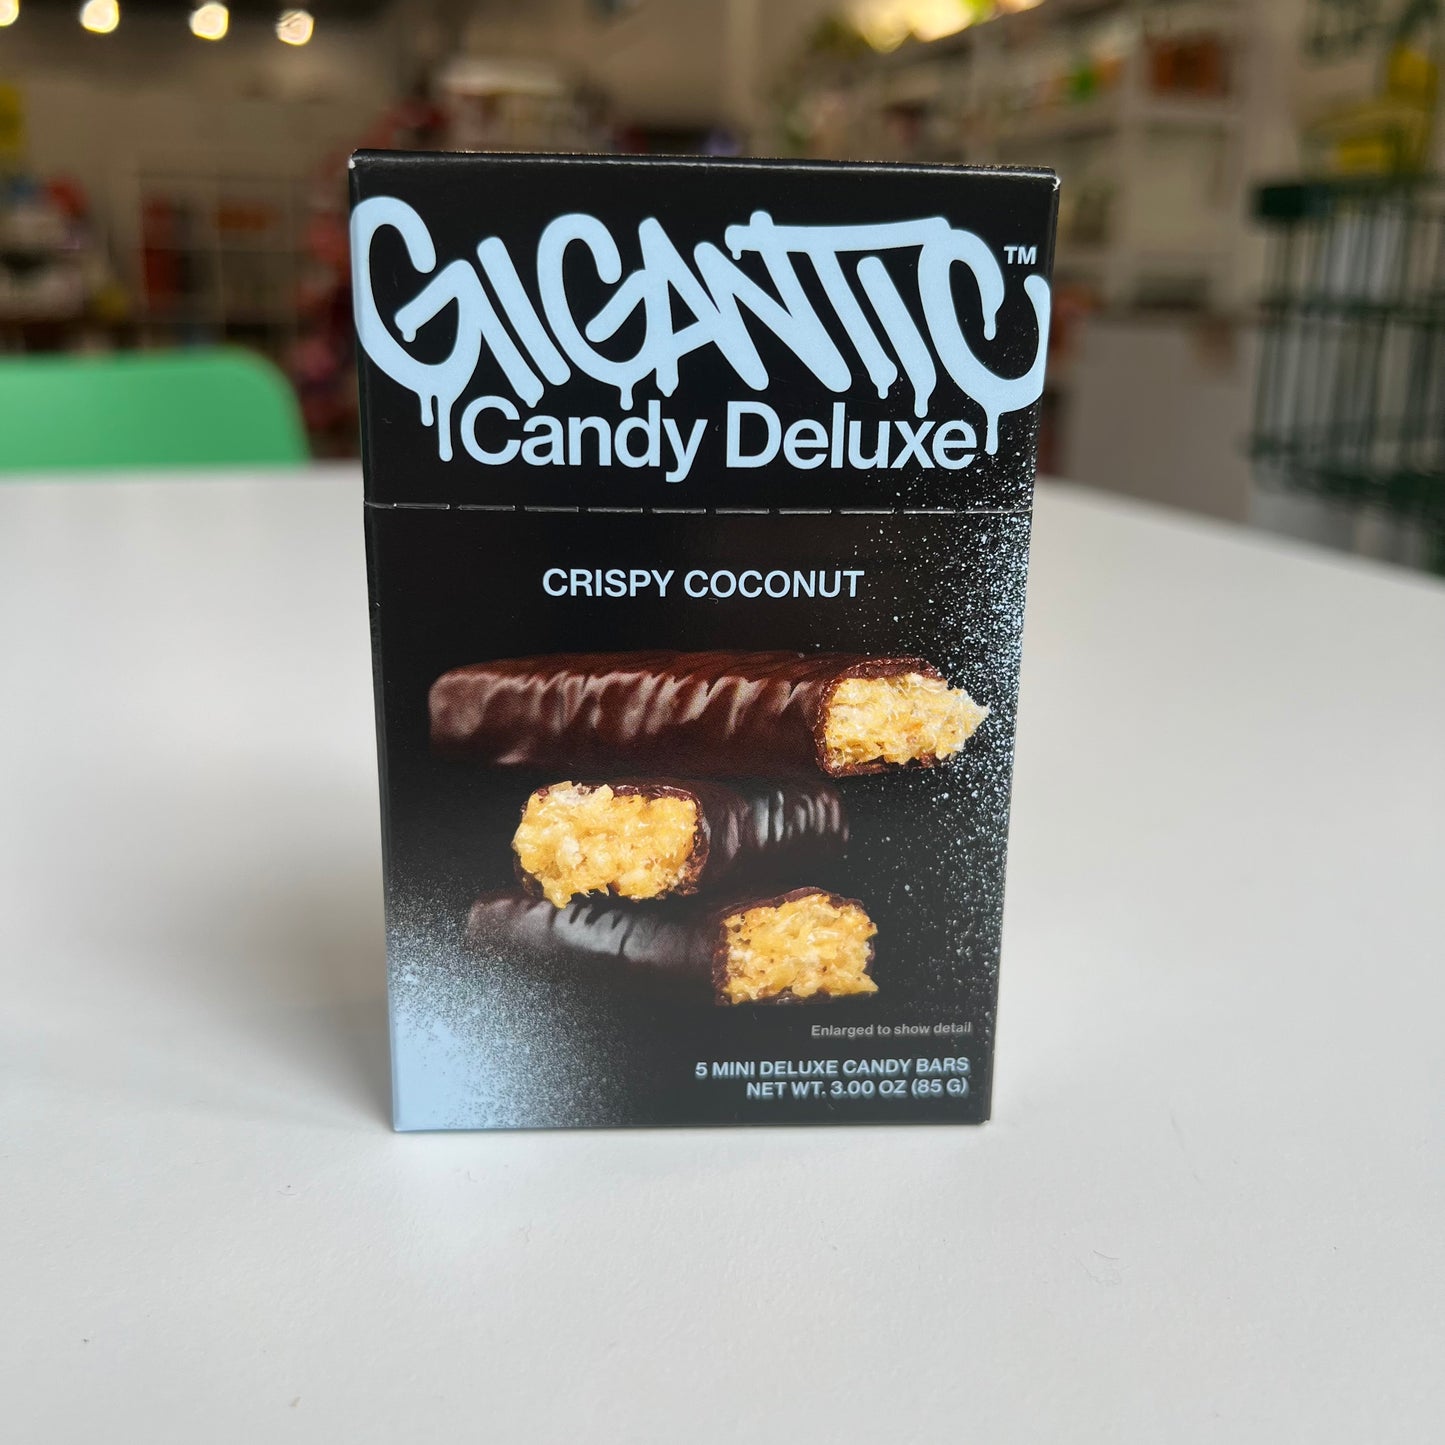 GIGANTIC™
Candy Deluxe
CRISPY COCONUT
Enlarged to show detail
5 MINI DELUXE CANDY BARS
NET WT. 3.00 OZ (85 G)